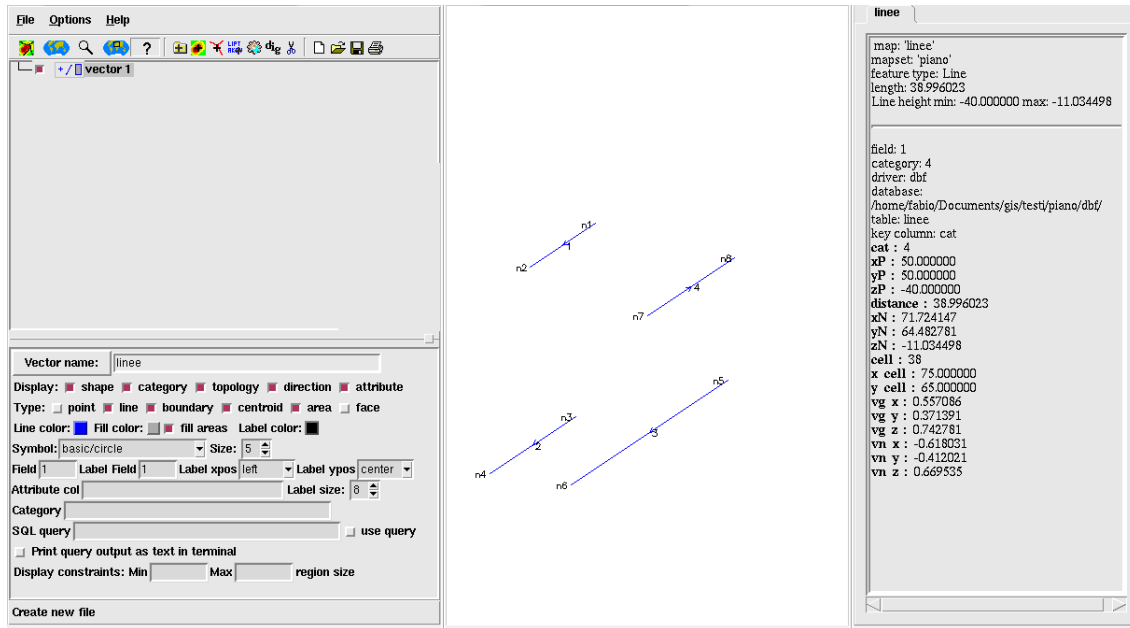 File Options Help
? LIFT RKR dig
vector 1
Vector name: linee
Display: shape category topology direction attribute
Type: point line boundary centroid area face
Line color: Fill color: fill areas Label color:
Symbol: basic/circle Size: 5
Field 1 Label Field 1 Label xpos left Label ypos center
Attribute col Label size: 8
Category
SQL query use query
Print query output as text in terminal
Display constraints: Min Max region size
Create new file
n1
1
n2
n8
4
n7
n5
n3
3
2
n4
n6
linee
map: 'linee'
mapset: 'piano'
feature type: Line
length: 38.996023
Line height min: -40.000000 max: -11.034498
field: 1
category: 4
driver: dbf
database:
/home/fabio/Documents/gis/testi/piano/dbf/
table: linee
key column: cat
cat : 4
xP : 50.000000
yP : 50.000000
zP : -40.000000
distance : 38.996023
xN : 71.724147
yN : 64.482781
zN : -11.034498
cell : 38
x cell : 75.000000
y cell : 65.000000
vg x : 0.557086
vg y : 0.371391
vg z : 0.742781
vn x : -0.618031
vn y : -0.412021
vn z : 0.669535